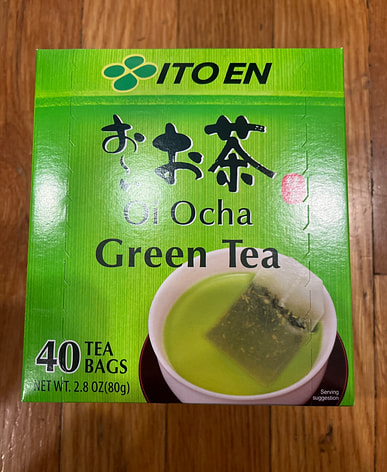 ITO EN
お〜いお茶
Oi Ocha
Green Tea
40 TEA BAGS
NET WT. 2.8 OZ(80g)
Serving
suggestion